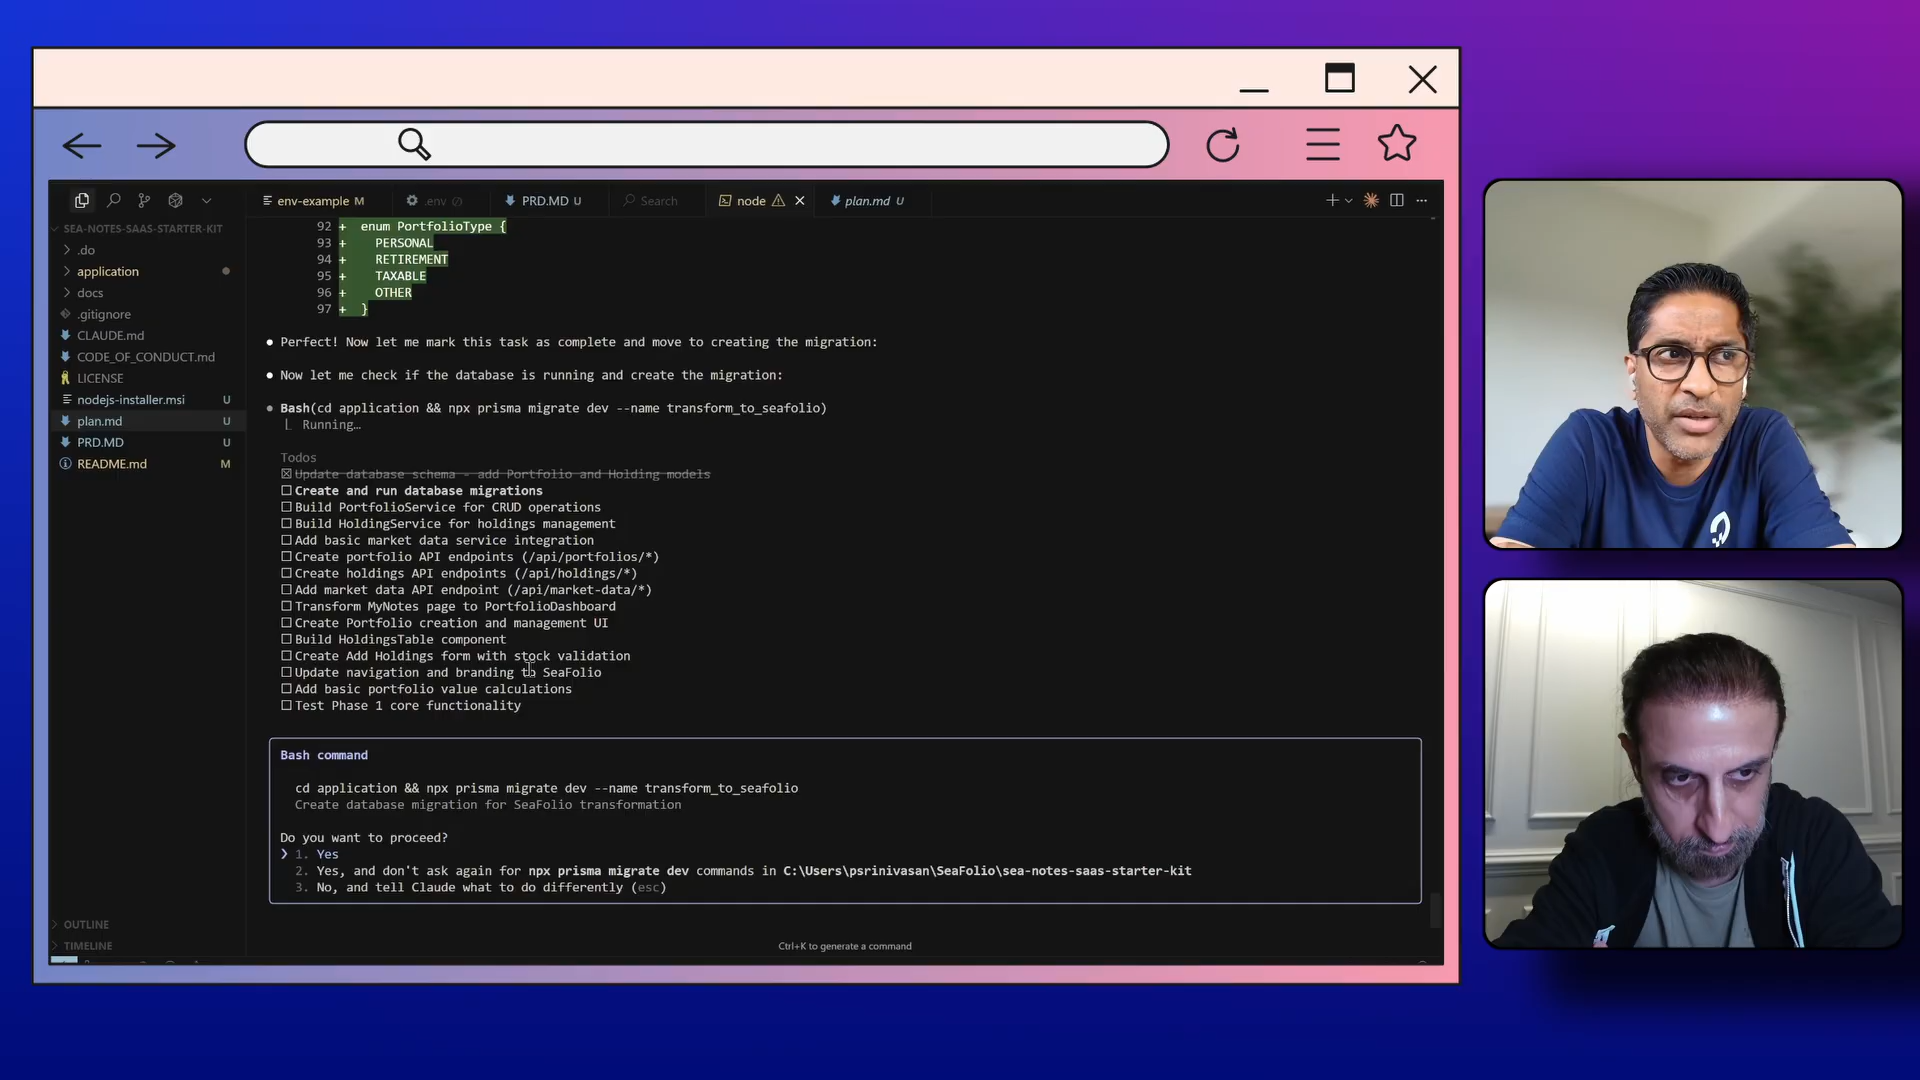 SEA-NOTES-SAAS-STARTER-KIT
.do
application
docs
.gitignore
CLAUDE.md
CODE_OF_CONDUCT.md
LICENSE
nodejs-installer.msi U
plan.md U
PRD.MD U
README.md M
OUTLINE
TIMELINE
env-example M
.env
PRD.MD U
Search
node
plan.md U
92 + enum PortfolioType {
93 + PERSONAL
94 + RETIREMENT
95 + TAXABLE
96 + OTHER
97 + }
Perfect! Now let me mark this task as complete and move to creating the migration:
Now let me check if the database is running and create the migration:
Bash(cd application && npx prisma migrate dev --name transform_to_seafolio)
Running…
Todos
Update database schema - add Portfolio and Holding models
Create and run database migrations
Build PortfolioService for CRUD operations
Build HoldingService for holdings management
Add basic market data service integration
Create portfolio API endpoints (/api/portfolios/*)
Create holdings API endpoints (/api/holdings/*)
Add market data API endpoint (/api/market-data/*)
Transform MyNotes page to PortfolioDashboard
Create Portfolio creation and management UI
Build HoldingsTable component
Create Add Holdings form with stock validation
Update navigation and branding to SeaFolio
Add basic portfolio value calculations
Test Phase 1 core functionality
Bash command
cd application && npx prisma migrate dev --name transform_to_seafolio
Create database migration for SeaFolio transformation
Do you want to proceed?
❯ 1. Yes
2. Yes, and don't ask again for npx prisma migrate dev commands in C:\Users\psrinivasan\SeaFolio\sea-notes-saas-starter-kit
3. No, and tell Claude what to do differently (esc)
Ctrl+K to generate a command